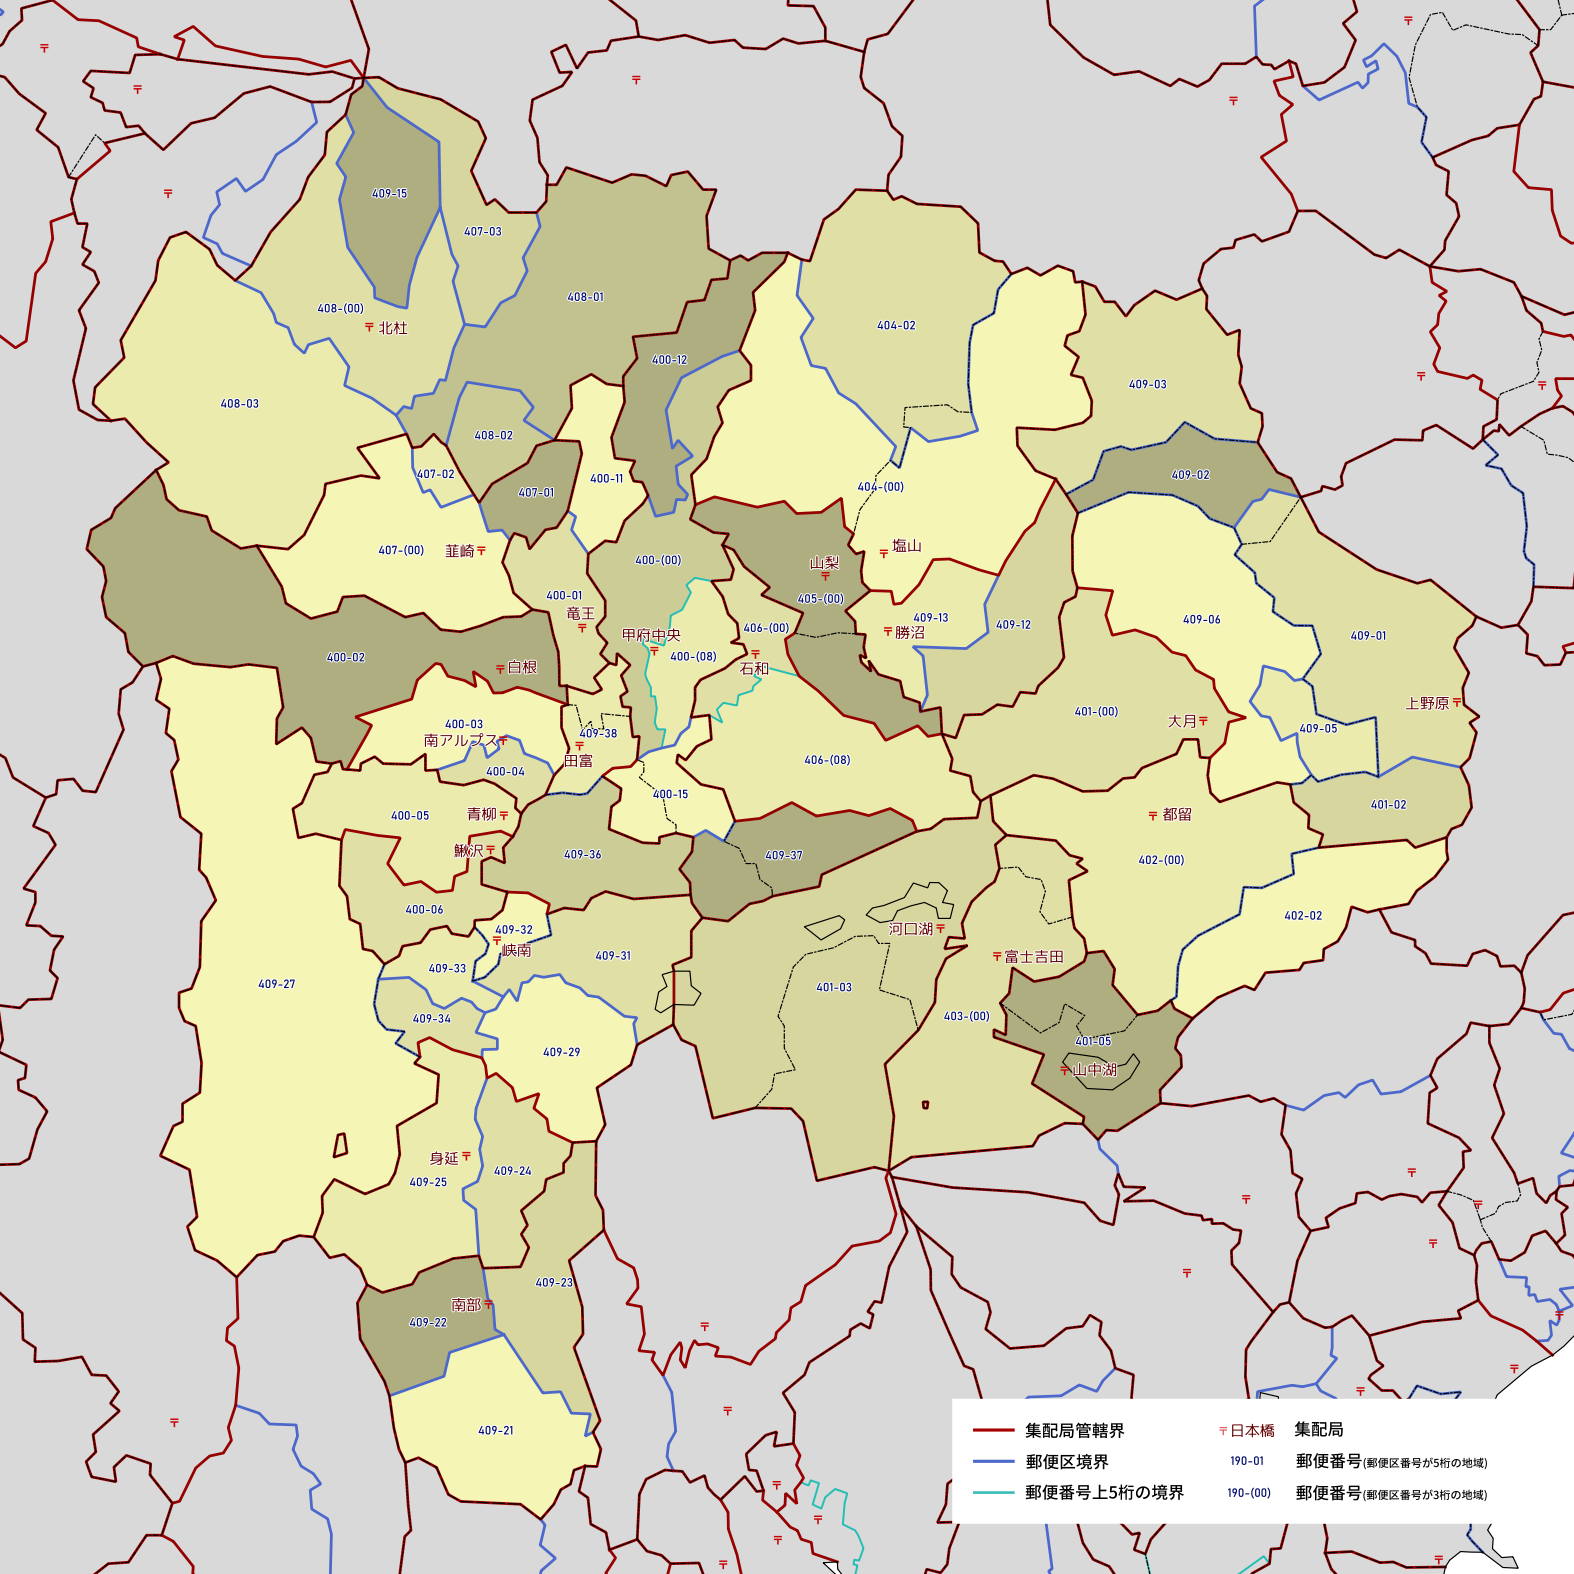 409-15
407-03
408-01
408-(00)
北杜
404-02
400-12
409-03
408-03
408-02
407-02
407-01
400-11
404-(00)
409-02
407-(00)
韮崎
塩山
400-(00)
山梨
400-01
405-(00)
竜王
409-13
409-12
409-06
甲府中央
406-(00)
勝沼
409-01
400-02
400-(08)
白根
石和
上野原
401-(00)
大月
400-03
南アルプス
409-38
409-05
田富
406-(08)
400-04
400-15
401-02
400-05
青柳
都留
鰍沢
409-36
409-37
402-(00)
400-06
402-02
409-32
峡南
河口湖
409-31
富士吉田
409-33
409-27
401-03
409-34
403-(00)
401-05
409-29
山中湖
身延
409-24
409-25
409-23
南部
409-22
409-21
集配局管轄界
〒日本橋 集配局
郵便区境界
190-01 郵便番号(郵便区番号が5桁の地域)
郵便番号上5桁の境界
190-(00) 郵便番号(郵便区番号が3桁の地域)